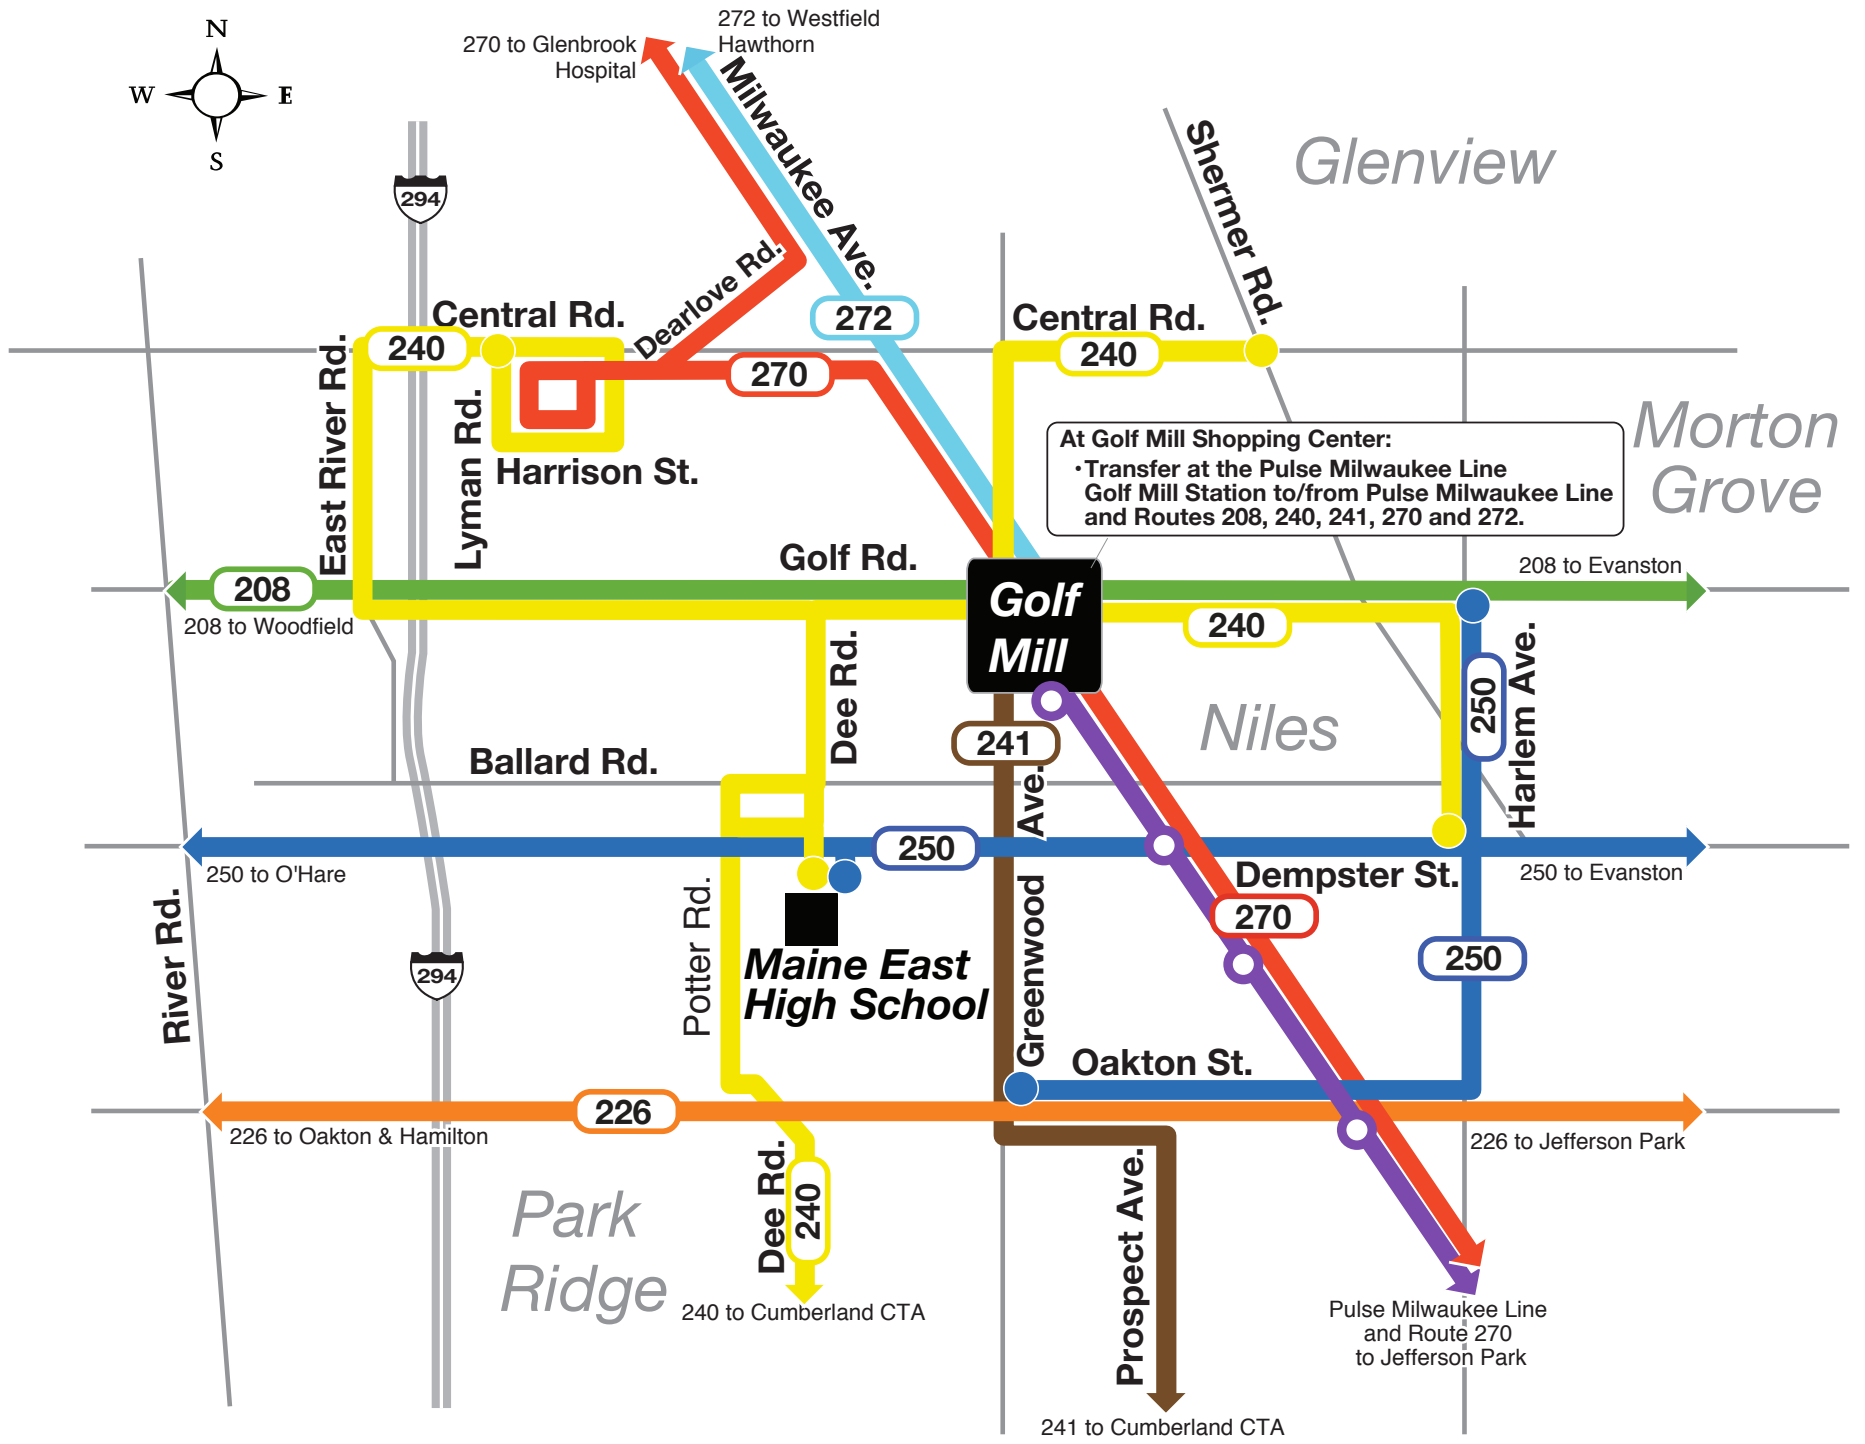 N
W
E
S
270 to Glenbrook
Hospital
272 to Westfield
Hawthorn
Milwaukee Ave.
Shermer Rd.
Glenview
294
Dearlove Rd.
Central Rd.
272
Central Rd.
240
240
270
East River Rd.
Lyman Rd.
Harrison St.
At Golf Mill Shopping Center:
•Transfer at the Pulse Milwaukee Line
Golf Mill Station to/from Pulse Milwaukee Line
and Routes 208, 240, 241, 270 and 272.
Morton
Grove
Golf Rd.
208
208 to Woodfield
208 to Evanston
Golf
Mill
240
Dee Rd.
250
Harlem Ave.
Niles
241
Ballard Rd.
Greenwood Ave.
250
250 to O'Hare
250 to Evanston
Dempster St.
270
River Rd.
Potter Rd.
Maine East
High School
294
250
Oakton St.
226
226 to Oakton & Hamilton
226 to Jefferson Park
Dee Rd.
240
Prospect Ave.
Park
Ridge
240 to Cumberland CTA
Pulse Milwaukee Line
and Route 270
to Jefferson Park
241 to Cumberland CTA